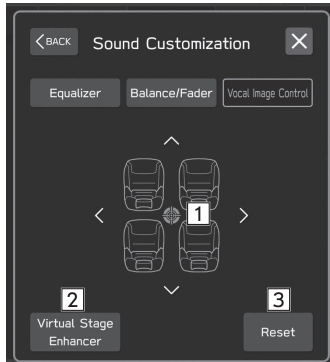 BACK
Sound Customization
Equalizer
Balance/Fader
Vocal Image Control
1
2
3
Virtual Stage
Enhancer
Reset